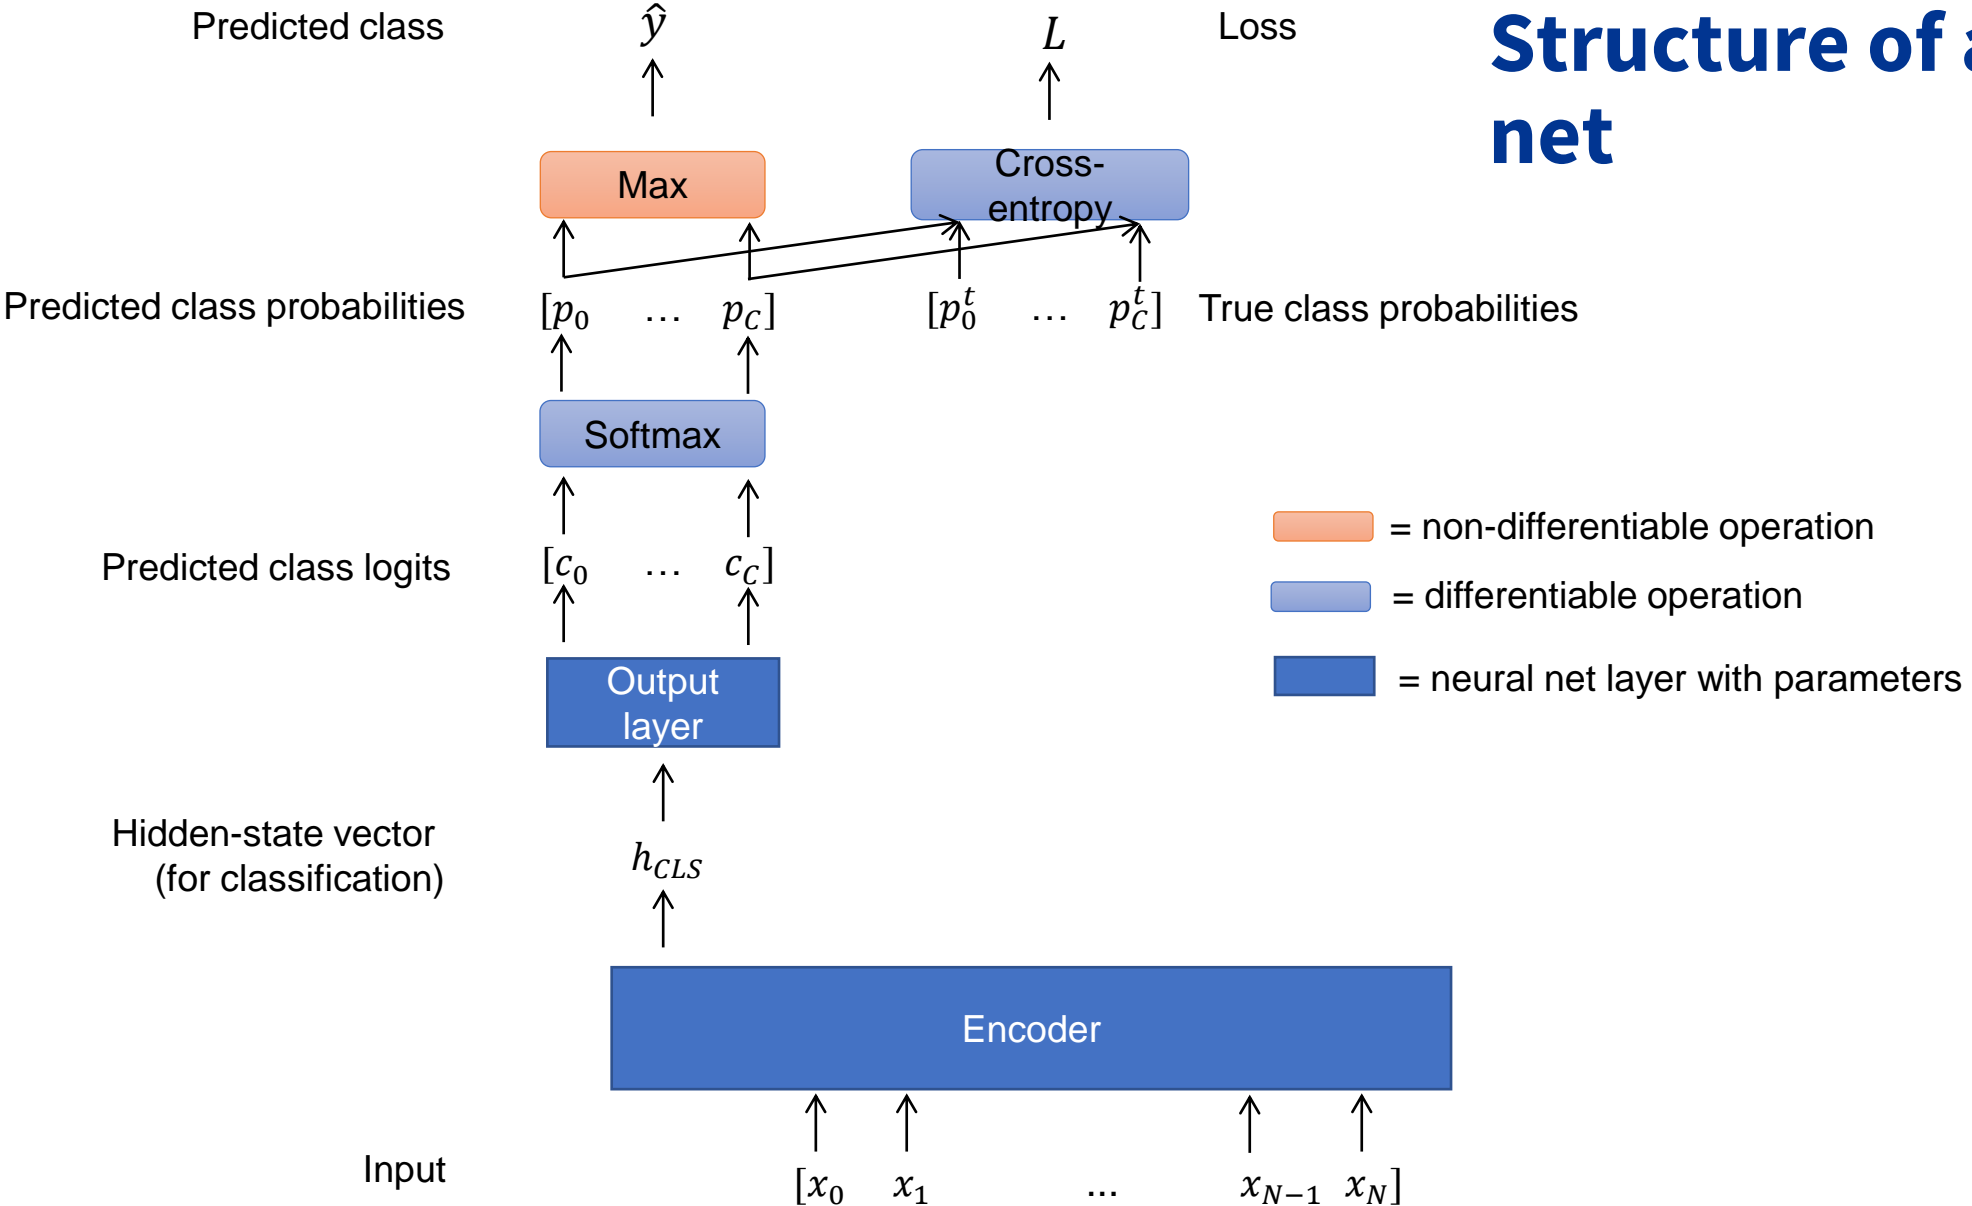 Structure of a
net
Predicted class ŷ L Loss
Max
Cross-
entropy
Predicted class probabilities [p₀ … p_C] [p₀ᵗ … p_Cᵗ] True class probabilities
Softmax
= non-differentiable operation
Predicted class logits [c₀ … c_C]
= differentiable operation
Output
layer
= neural net layer with parameters
Hidden-state vector
(for classification)
h_CLS
Encoder
Input [x₀ x₁ … x_{N−1} x_N]